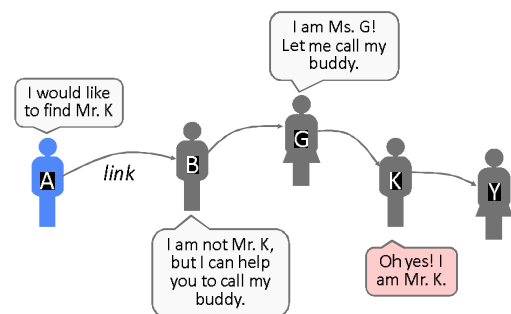 I am Ms. G!
Let me call my
buddy.
I would like
to find Mr. K
A
link
B
G
K
Y
I am not Mr. K,
but I can help
you to call my
buddy.
Oh yes! I
am Mr. K.